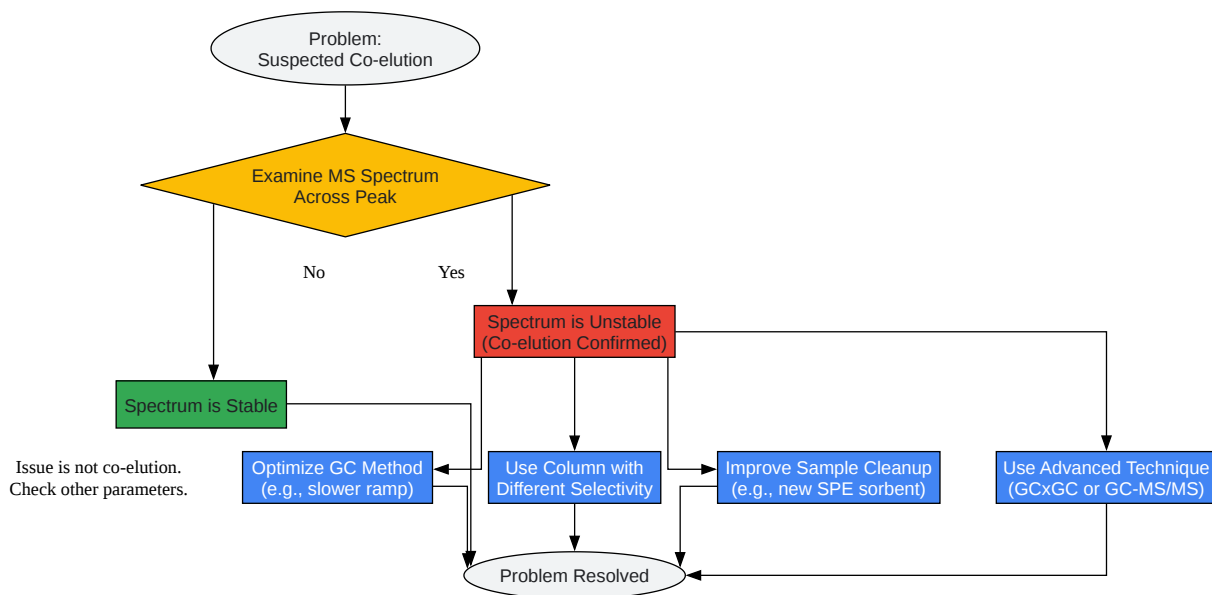 Problem:
Suspected Co-elution
Examine MS Spectrum
Across Peak
No
Yes
Spectrum is Unstable
(Co-elution Confirmed)
Spectrum is Stable
Issue is not co-elution.
Check other parameters.
Optimize GC Method
(e.g., slower ramp)
Use Column with
Different Selectivity
Improve Sample Cleanup
(e.g., new SPE sorbent)
Use Advanced Technique
(GCxGC or GC-MS/MS)
Problem Resolved